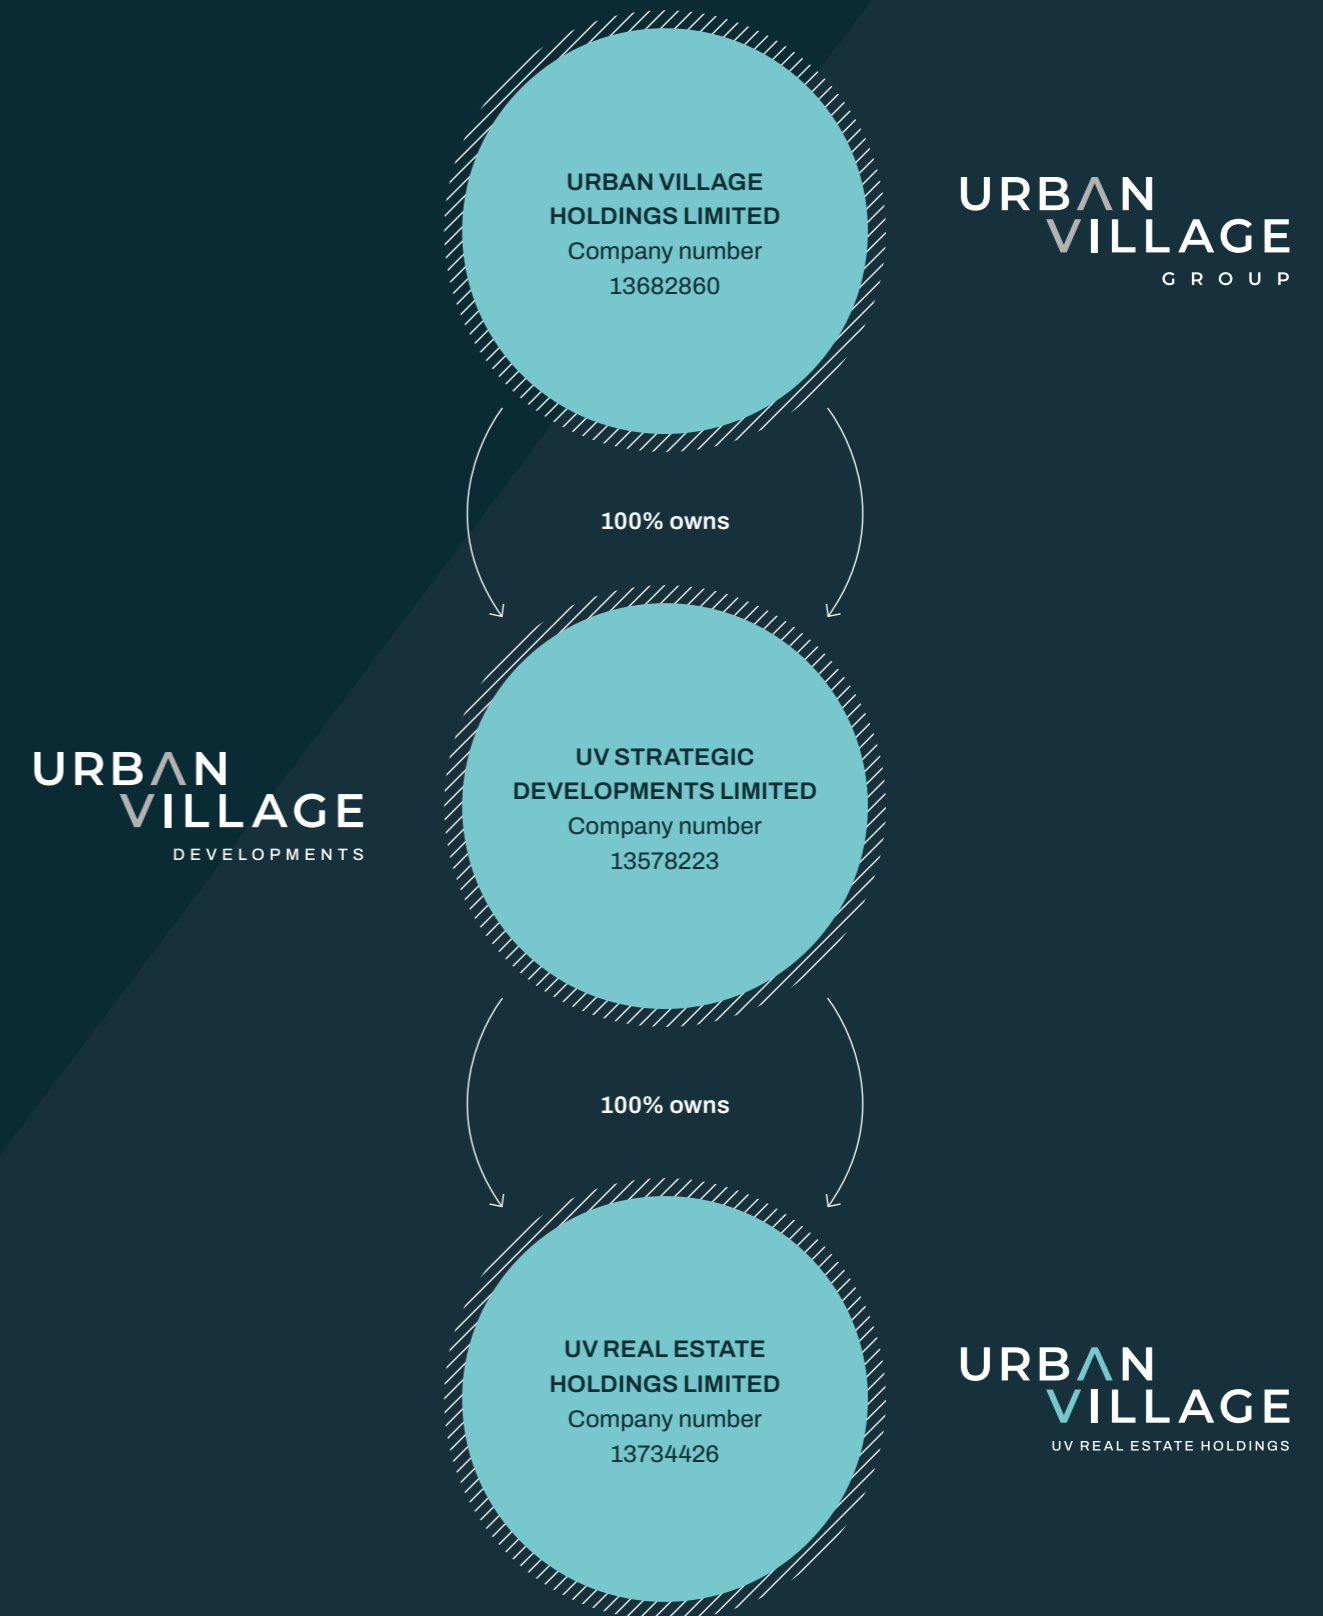 URBAN VILLAGE
HOLDINGS LIMITED
Company number
13682860
URBAN
VILLAGE
GROUP
100% owns
URBAN
VILLAGE
DEVELOPMENTS
UV STRATEGIC
DEVELOPMENTS LIMITED
Company number
13578223
100% owns
UV REAL ESTATE
HOLDINGS LIMITED
Company number
13734426
URBAN
VILLAGE
UV REAL ESTATE HOLDINGS